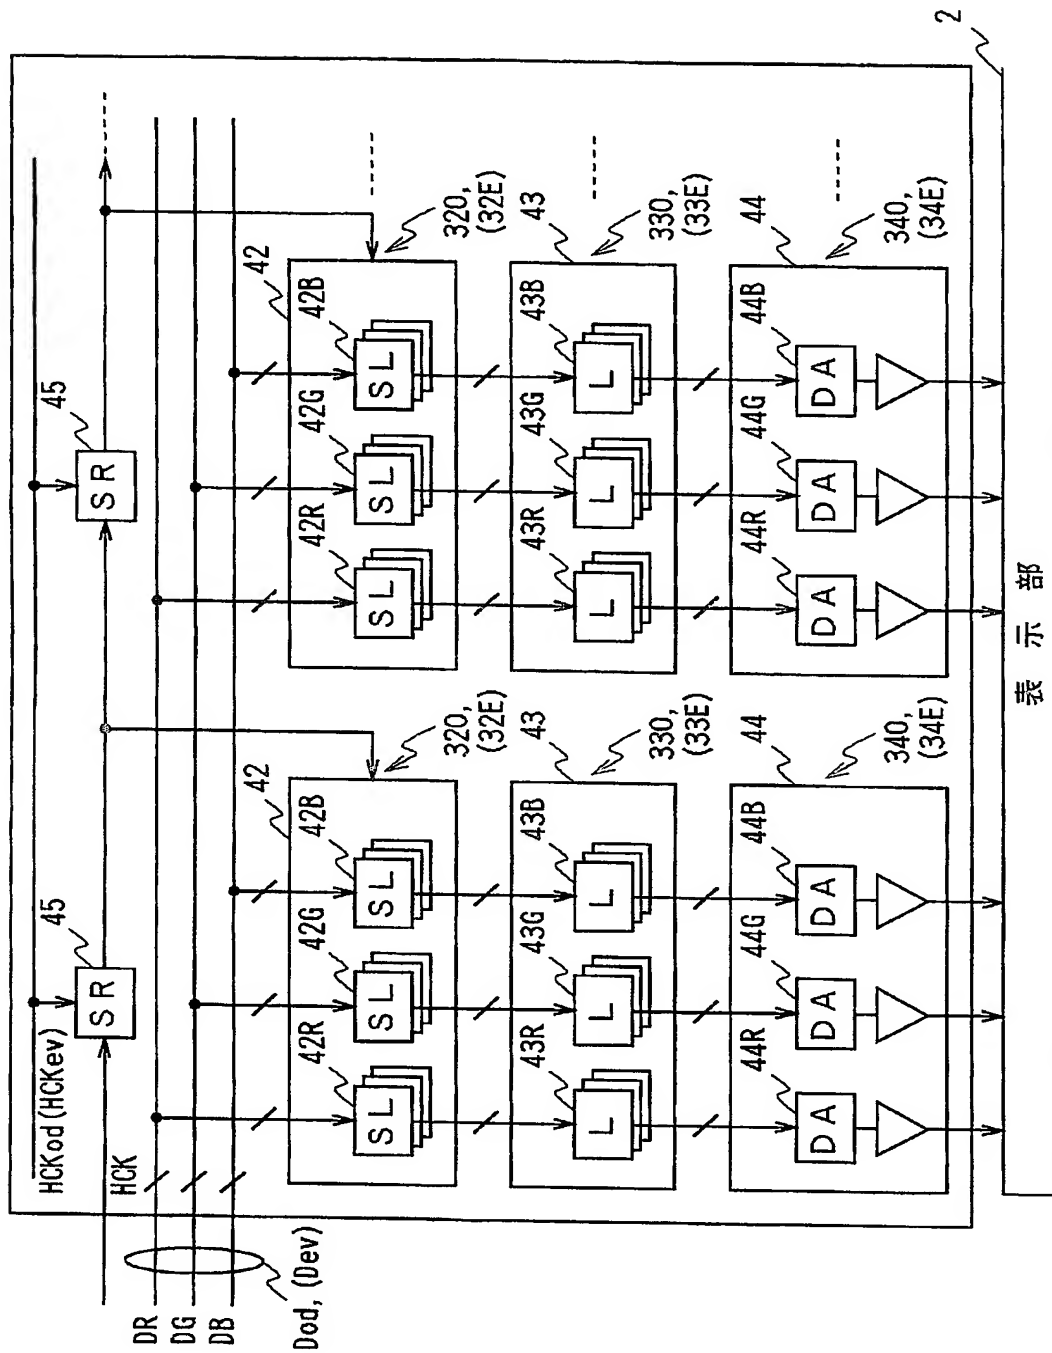 HCKod(HCKev)
HCK
DR
DG
DB
Dod, (Dev)
45
SR
45
SR
42
320,
(32E)
42R
SL
42G
SL
42B
SL
43
330,
(33E)
43R
L
43G
L
43B
L
44
340,
(34E)
44R
DA
44G
DA
44B
DA
42
320,
(32E)
42R
SL
42G
SL
42B
SL
43
330,
(33E)
43R
L
43G
L
43B
L
44
340,
(34E)
44R
DA
44G
DA
44B
DA
2
表示部